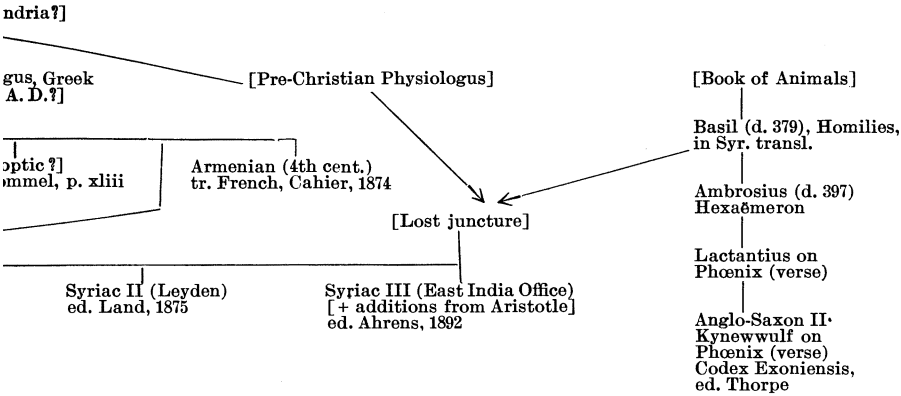 ndria?]
gus, Greek
A. D.?]
[Pre-Christian Physiologus]
[Book of Animals]
Basil (d. 379), Homilies,
in Syr. transl.
optic ?]
ommel, p. xliii
Armenian (4th cent.)
tr. French, Cahier, 1874
Ambrosius (d. 397)
Hexaëmeron
[Lost juncture]
Lactantius on
Phœnix (verse)
Syriac II (Leyden)
ed. Land, 1875
Syriac III (East India Office)
[+ additions from Aristotle]
ed. Ahrens, 1892
Anglo-Saxon II·
Kynewwulf on
Phœnix (verse)
Codex Exoniensis,
ed. Thorpe